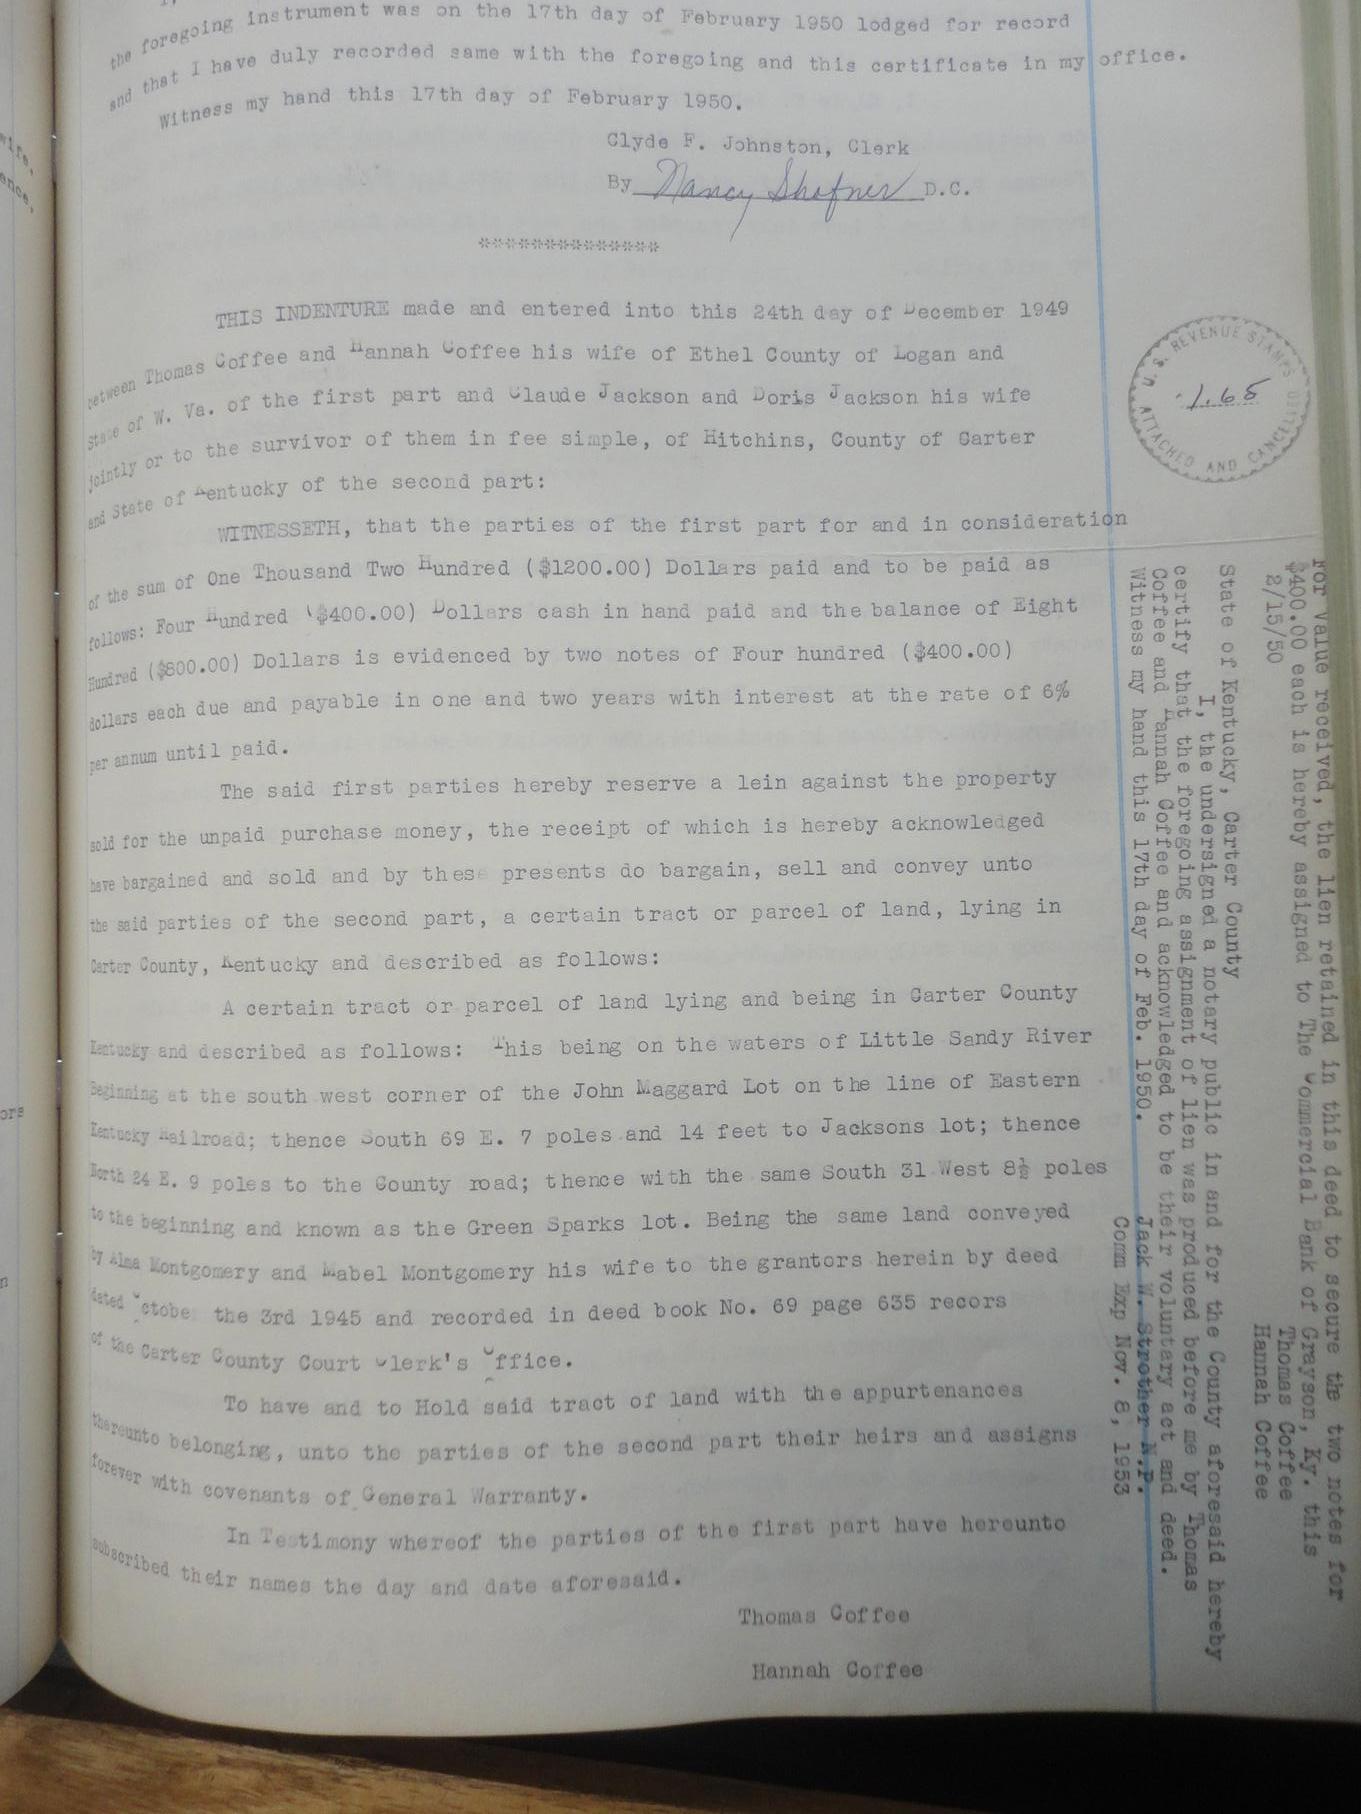 the foregoing instrument was on the 17th day of February 1950 lodged for record
and that I have duly recorded same with the foregoing and this certificate in my office.
Witness my hand this 17th day of February 1950.
Clyde F. Johnston, Clerk
By Nancy Shafner D.C.
**************
THIS INDENTURE made and entered into this 24th day of December 1949
between Thomas Coffee and Hannah Coffee his wife of Ethel County of Logan and
State of W. Va. of the first part and Claude Jackson and Doris Jackson his wife
jointly or to the survivor of them in fee simple, of Hitchins, County of Carter
and State of Kentucky of the second part:
WITNESSETH, that the parties of the first part for and in consideration
of the sum of One Thousand Two Hundred ($1200.00) Dollars paid and to be paid as
follows: Four Hundred ($400.00) Dollars cash in hand paid and the balance of Eight
Hundred ($800.00) Dollars is evidenced by two notes of Four hundred ($400.00)
dollars each due and payable in one and two years with interest at the rate of 6%
per annum until paid.
The said first parties hereby reserve a lein against the property
sold for the unpaid purchase money, the receipt of which is hereby acknowledged
have bargained and sold and by these presents do bargain, sell and convey unto
the said parties of the second part, a certain tract or parcel of land, lying in
Carter County, Kentucky and described as follows:
A certain tract or parcel of land lying and being in Carter County
Kentucky and described as follows: This being on the waters of Little Sandy River
Beginning at the south west corner of the John Maggard Lot on the line of Eastern
Kentucky Railroad; thence South 69 E. 7 poles and 14 feet to Jacksons lot; thence
North 24 E. 9 poles to the County road; thence with the same South 31 West 8½ poles
to the beginning and known as the Green Sparks lot. Being the same land conveyed
by Alma Montgomery and Mabel Montgomery his wife to the grantors herein by deed
dated October the 3rd 1945 and recorded in deed book No. 69 page 635 recors
of the Carter County Court Clerk's Office.
To have and to Hold said tract of land with the appurtenances
thereunto belonging, unto the parties of the second part their heirs and assigns
forever with covenants of General Warranty.
In Testimony whereof the parties of the first part have hereunto
subscribed their names the day and date aforesaid.
Thomas Coffee
Hannah Coffee
U. S. REVENUE STAMPS
1.65
ATTACHED AND CANCELL
For Value received, the lien retained in this deed to secure the two notes for
$400.00 each is hereby assigned to The Commercial Bank of Grayson, Ky. this
2/15/50
Thomas Coffee
Hannah Coffee
State of Kentucky, Carter County
I, the undersigned a notary public in and for the County aforesaid hereby
certify that the foregoing assignment of lien was produced before me by Thomas
Coffee and Hannah Coffee and acknowledged to be their voluntary act and deed.
Witness my hand this 17th day of Feb. 1950.
Jack W. Strother N.P.
Comm Exp Nov. 8, 1953